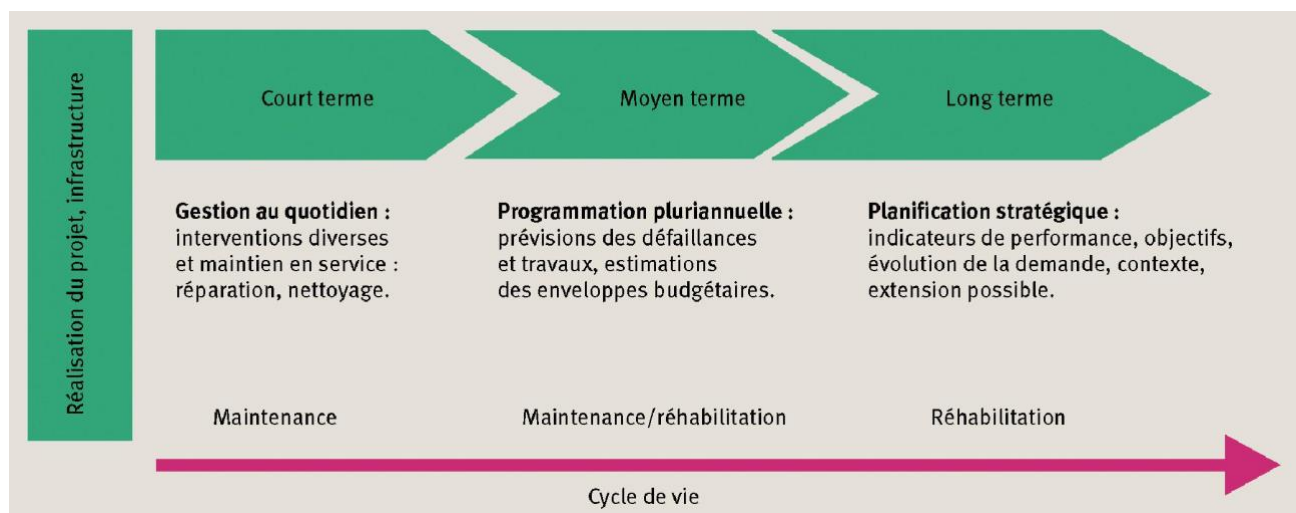 Réalisation du projet, infrastructure
Court terme
Moyen terme
Long terme
Gestion au quotidien :
interventions diverses
et maintien en service :
réparation, nettoyage.
Programmation pluriannuelle :
prévisions des défaillances
et travaux, estimations
des enveloppes budgétaires.
Planification stratégique :
indicateurs de performance, objectifs,
évolution de la demande, contexte,
extension possible.
Maintenance
Maintenance/réhabilitation
Réhabilitation
Cycle de vie